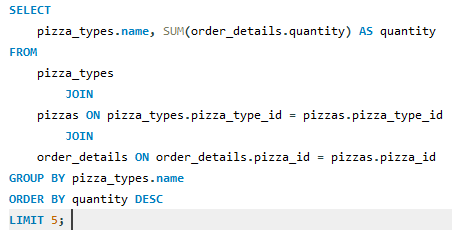 SELECT
    pizza_types.name, SUM(order_details.quantity) AS quantity
FROM
    pizza_types
        JOIN
    pizzas ON pizza_types.pizza_type_id = pizzas.pizza_type_id
        JOIN
    order_details ON order_details.pizza_id = pizzas.pizza_id
GROUP BY pizza_types.name
ORDER BY quantity DESC
LIMIT 5;